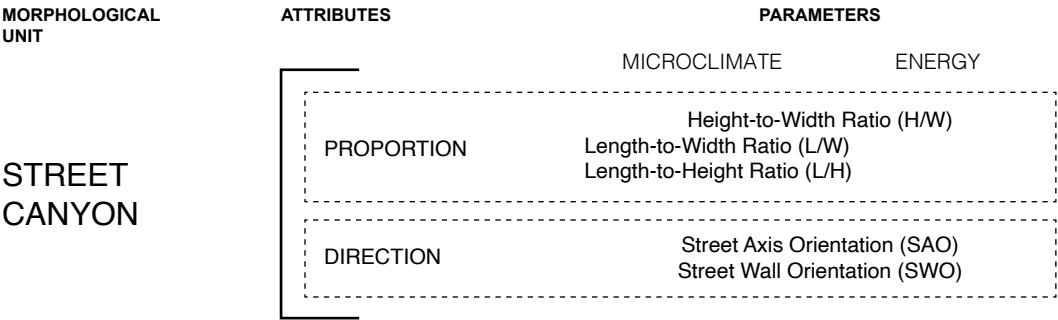 MORPHOLOGICAL UNIT
ATTRIBUTES
PARAMETERS
MICROCLIMATE
ENERGY
STREET
CANYON
PROPORTION
Height-to-Width Ratio (H/W)
Length-to-Width Ratio (L/W)
Length-to-Height Ratio (L/H)
DIRECTION
Street Axis Orientation (SAO)
Street Wall Orientation (SWO)